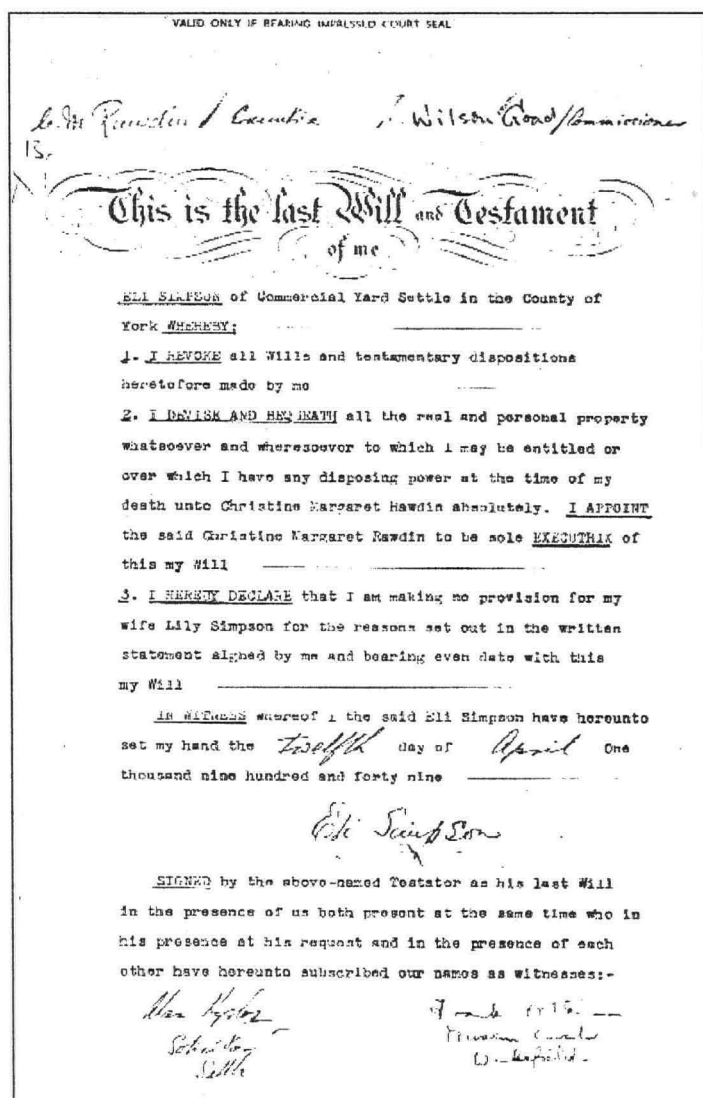 VALID ONLY IF BEARING IMPRESSED COURT SEAL
C. M. Rawdin / Executrix Wilson Goad / Commissioner
This is the last Will and Testament
of me
ELI SIMPSON of Commercial Yard Settle in the County of
York WHEREBY:
1. I REVOKE all Wills and testamentary dispositions
heretofore made by me
2. I DEVISE AND BEQUEATH all the real and personal property
whatsoever and wheresoever to which I may be entitled or
over which I have any disposing power at the time of my
death unto Christine Margaret Rawdin absolutely. I APPOINT
the said Christine Margaret Rawdin to be sole EXECUTRIX of
this my Will
3. I HEREBY DECLARE that I am making no provision for my
wife Lily Simpson for the reasons set out in the written
statement signed by me and bearing even date with this
my Will
IN WITNESS whereof I the said Eli Simpson have hereunto
set my hand the twelfth day of April One
thousand nine hundred and forty nine
Eli Simpson
SIGNED by the above-named Testator as his last Will
in the presence of us both present at the same time who in
his presence at his request and in the presence of each
other have hereunto subscribed our names as witnesses:-
Solicitor
Settle